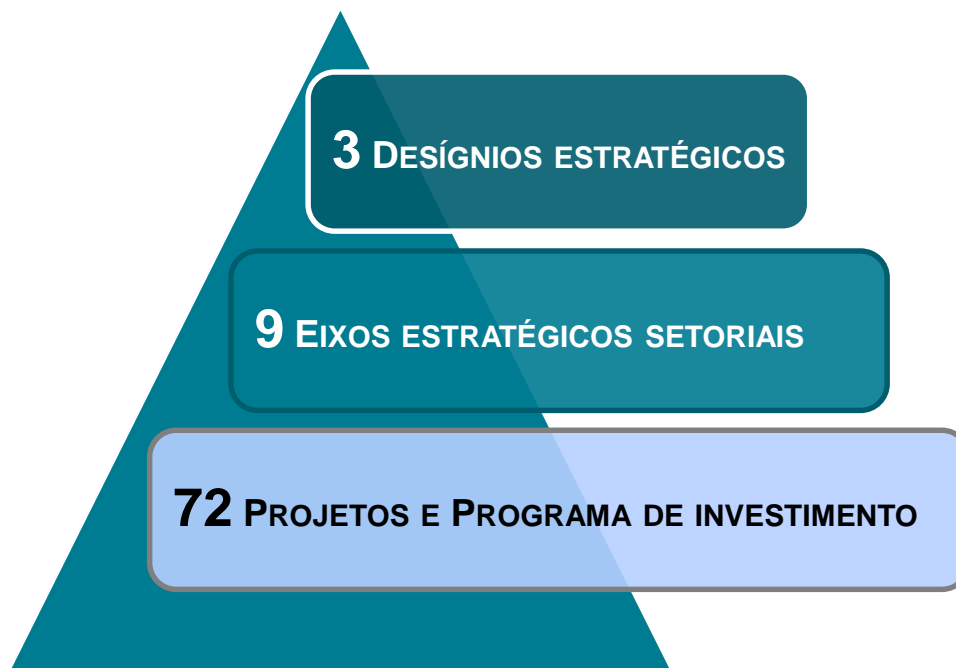 3 Desígnios estratégicos
9 Eixos estratégicos setoriais
72 Projetos e Programa de investimento